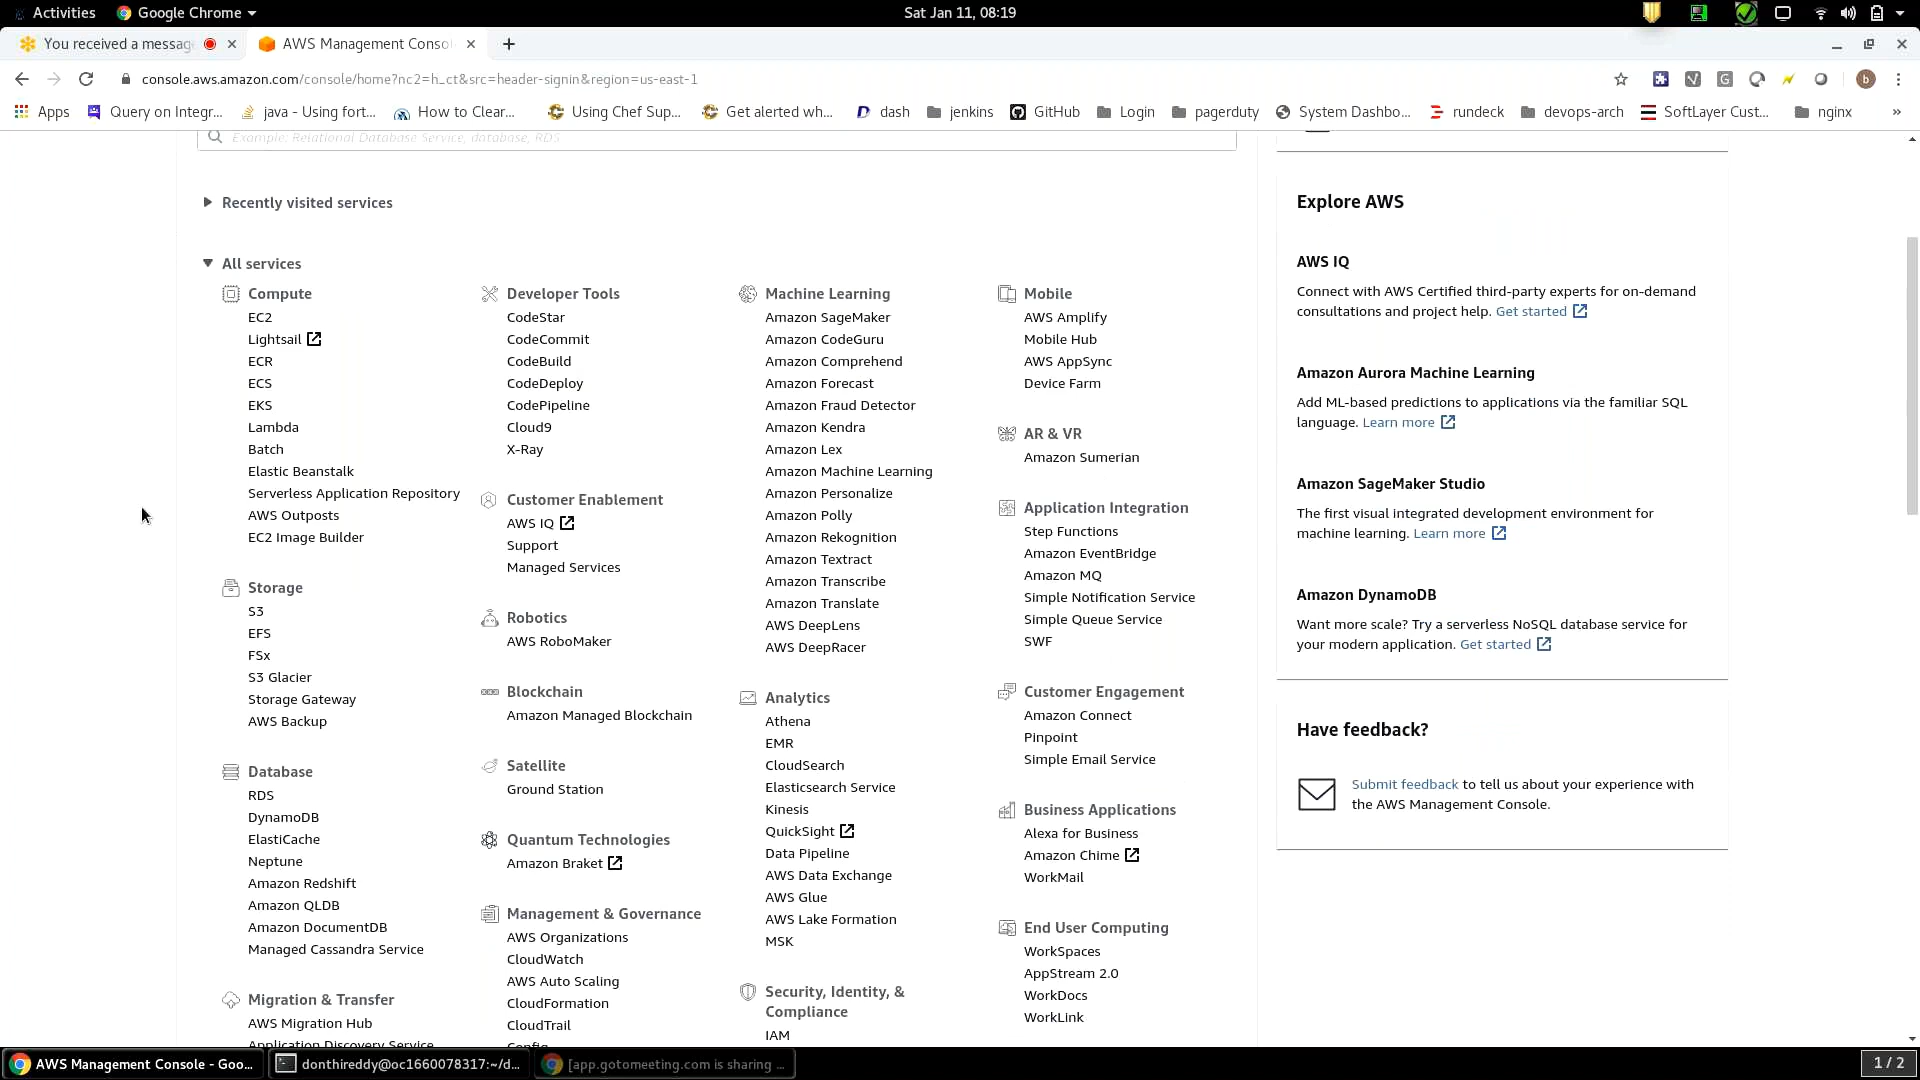 Activities
Google Chrome
Sat Jan 11, 08:19
You received a messag
AWS Management Conso
console.aws.amazon.com/console/home?nc2=h_ct&src=header-signin&region=us-east-1
b
Apps
Query on Integr...
java - Using fort...
How to Clear...
Using Chef Sup...
Get alerted wh...
dash
jenkins
GitHub
Login
pagerduty
System Dashbo...
rundeck
devops-arch
SoftLayer Cust...
nginx
»
Example: Relational Database Service, database, RDS
Recently visited services
All services
Compute
EC2
Lightsail
ECR
ECS
EKS
Lambda
Batch
Elastic Beanstalk
Serverless Application Repository
AWS Outposts
EC2 Image Builder
Storage
S3
EFS
FSx
S3 Glacier
Storage Gateway
AWS Backup
Database
RDS
DynamoDB
ElastiCache
Neptune
Amazon Redshift
Amazon QLDB
Amazon DocumentDB
Managed Cassandra Service
Migration & Transfer
AWS Migration Hub
Application Discovery Service
Developer Tools
CodeStar
CodeCommit
CodeBuild
CodeDeploy
CodePipeline
Cloud9
X-Ray
Customer Enablement
AWS IQ
Support
Managed Services
Robotics
AWS RoboMaker
Blockchain
Amazon Managed Blockchain
Satellite
Ground Station
Quantum Technologies
Amazon Braket
Management & Governance
AWS Organizations
CloudWatch
AWS Auto Scaling
CloudFormation
CloudTrail
Config
Machine Learning
Amazon SageMaker
Amazon CodeGuru
Amazon Comprehend
Amazon Forecast
Amazon Fraud Detector
Amazon Kendra
Amazon Lex
Amazon Machine Learning
Amazon Personalize
Amazon Polly
Amazon Rekognition
Amazon Textract
Amazon Transcribe
Amazon Translate
AWS DeepLens
AWS DeepRacer
Analytics
Athena
EMR
CloudSearch
Elasticsearch Service
Kinesis
QuickSight
Data Pipeline
AWS Data Exchange
AWS Glue
AWS Lake Formation
MSK
Security, Identity, &
Compliance
IAM
Mobile
AWS Amplify
Mobile Hub
AWS AppSync
Device Farm
AR & VR
Amazon Sumerian
Application Integration
Step Functions
Amazon EventBridge
Amazon MQ
Simple Notification Service
Simple Queue Service
SWF
Customer Engagement
Amazon Connect
Pinpoint
Simple Email Service
Business Applications
Alexa for Business
Amazon Chime
WorkMail
End User Computing
WorkSpaces
AppStream 2.0
WorkDocs
WorkLink
Explore AWS
AWS IQ
Connect with AWS Certified third-party experts for on-demand
consultations and project help. Get started
Amazon Aurora Machine Learning
Add ML-based predictions to applications via the familiar SQL
language. Learn more
Amazon SageMaker Studio
The first visual integrated development environment for
machine learning. Learn more
Amazon DynamoDB
Want more scale? Try a serverless NoSQL database service for
your modern application. Get started
Have feedback?
Submit feedback to tell us about your experience with
the AWS Management Console.
AWS Management Console - Goo...
donthireddy@oc1660078317:~/d...
[app.gotomeeting.com is sharing ...
1 / 2